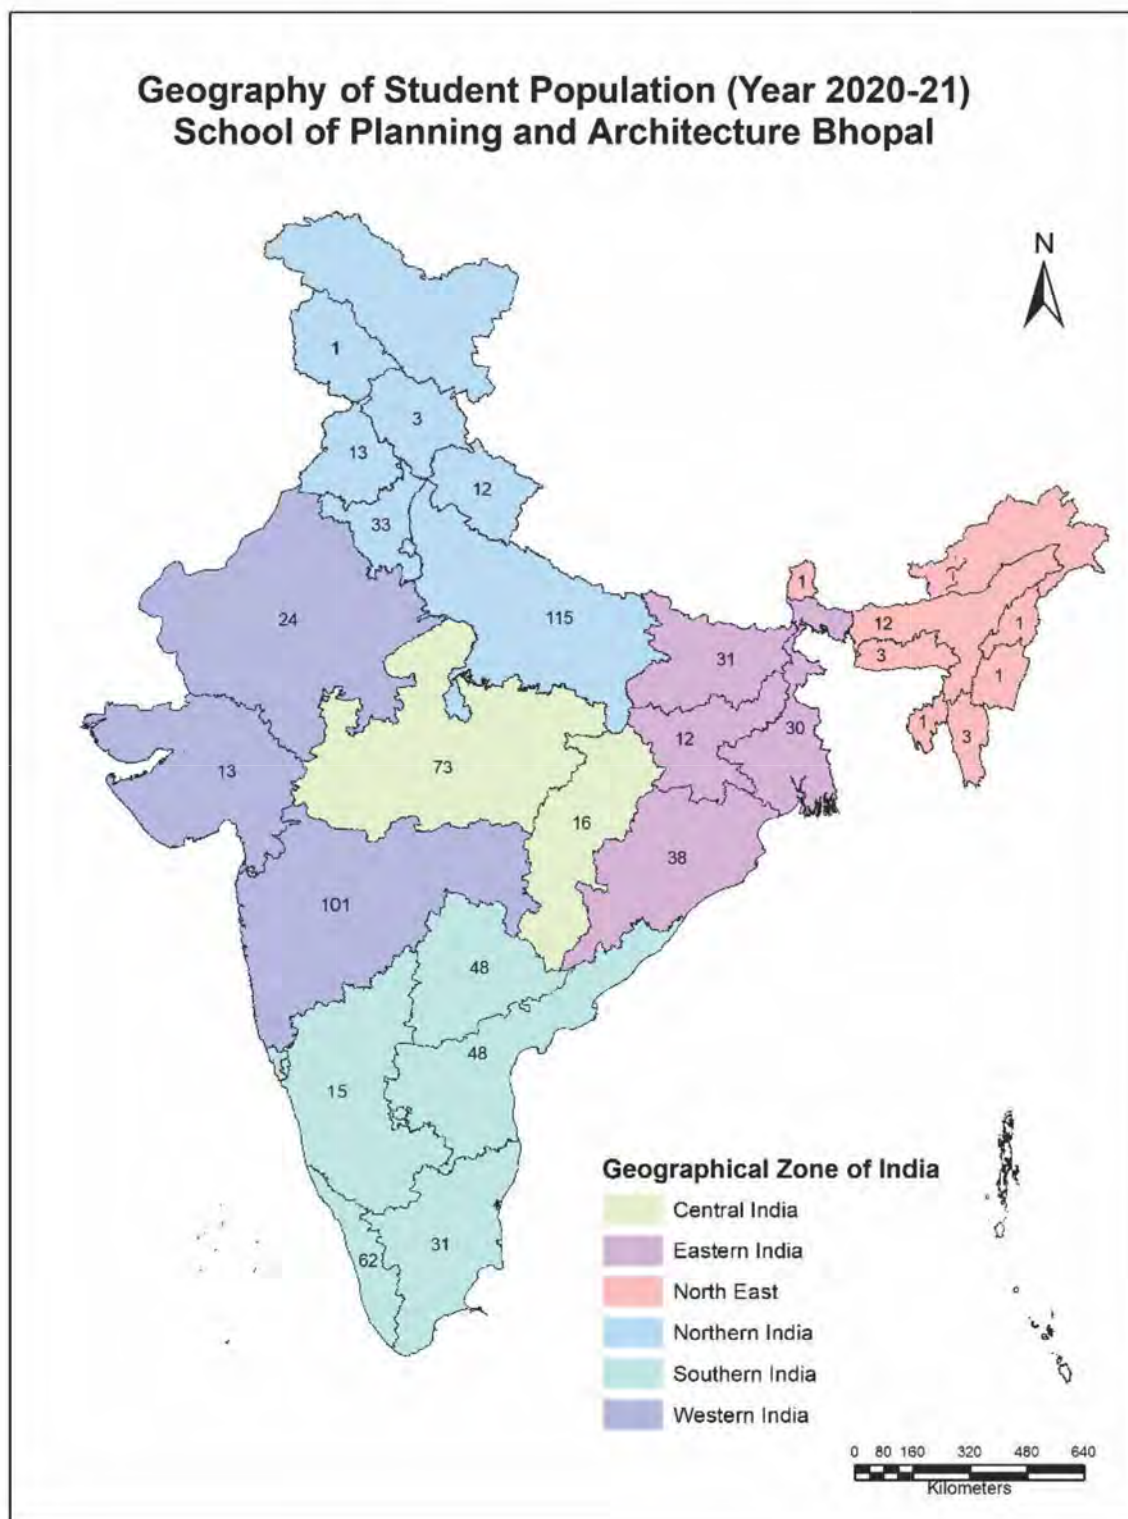 Geography of Student Population (Year 2020-21)
School of Planning and Architecture Bhopal
N
1
3
13
12
33
1
24
115
12
1
31
3
1
12
30
1
3
13
73
16
38
101
48
48
15
31
62
Geographical Zone of India
Central India
Eastern India
North East
Northern India
Southern India
Western India
0 80 160 320 480 640
Kilometers